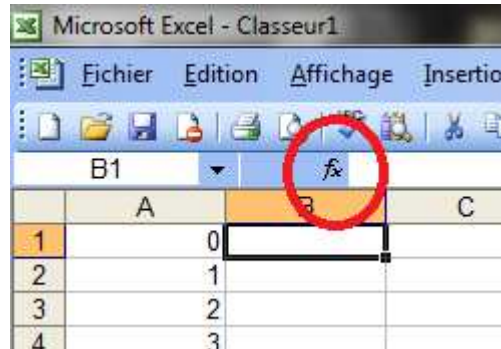 Microsoft Excel - Classeur1
Fichier Edition Affichage Insertio
B1 fx
A B C
1 0
2 1
3 2
4 3